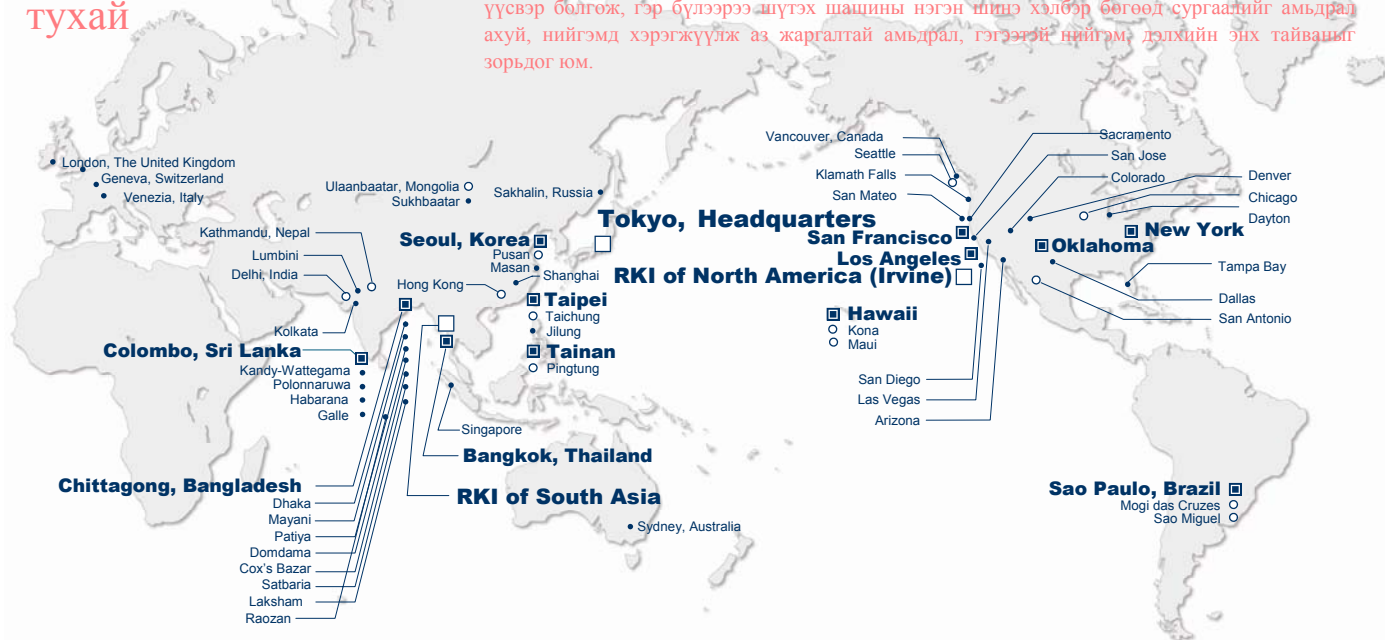 тухай
үүсвэр болгож, гэр бүлээрээ шүтэх шашины нэгэн шинэ хэлбэр бөгөөд сургаалийг амьдрал
ахуй, нийгэмд хэрэгжүүлж аз жаргалтай амьдрал, гэгээтэй нийгэм, дэлхийн энх тайваныг
зорьдог юм.
London, The United Kingdom
Geneva, Switzerland
Venezia, Italy
Ulaanbaatar, Mongolia
Sukhbaatar
Sakhalin, Russia
Kathmandu, Nepal
Lumbini
Delhi, India
Kolkata
Seoul, Korea
Pusan
Masan
Shanghai
Hong Kong
Tokyo, Headquarters
RKI of North America (Irvine)
Taipei
Taichung
Jilung
Tainan
Pingtung
Colombo, Sri Lanka
Kandy-Wattegama
Polonnaruwa
Habarana
Galle
Singapore
Bangkok, Thailand
RKI of South Asia
Chittagong, Bangladesh
Dhaka
Mayani
Patiya
Domdama
Cox's Bazar
Satbaria
Laksham
Raozan
Sydney, Australia
Vancouver, Canada
Seattle
Klamath Falls
San Mateo
San Francisco
Los Angeles
Sacramento
San Jose
Colorado
Denver
Chicago
Dayton
New York
Oklahoma
Tampa Bay
Dallas
San Antonio
Hawaii
Kona
Maui
San Diego
Las Vegas
Arizona
Sao Paulo, Brazil
Mogi das Cruzes
Sao Miguel